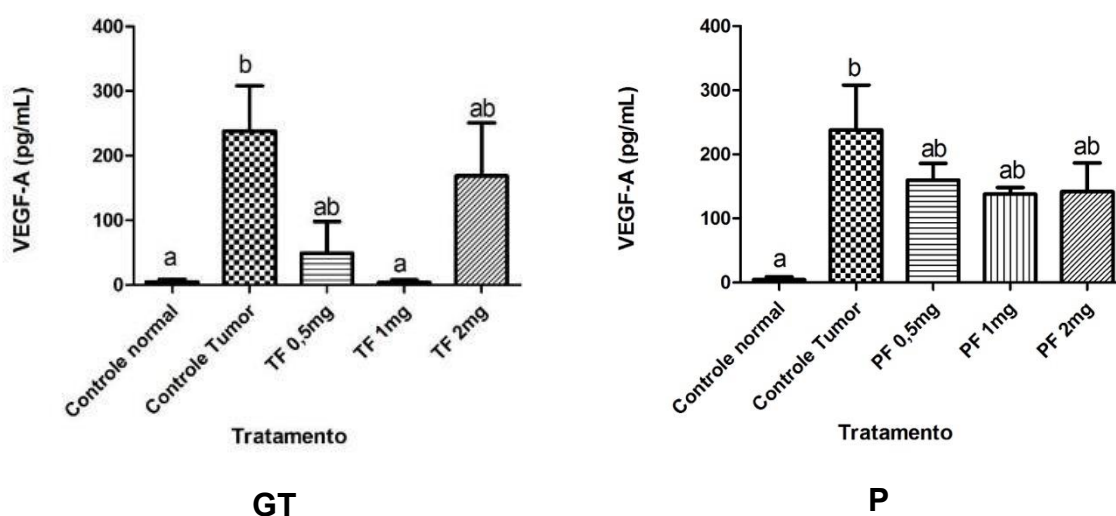 400
300
200
100
0
VEGF-A (pg/mL)
a
b
ab
a
ab
Controle normal
Controle Tumor
TF 0,5mg
TF 1mg
TF 2mg
Tratamento
GT
400
300
200
100
0
VEGF-A (pg/mL)
a
b
ab
ab
ab
Controle normal
Controle Tumor
PF 0,5mg
PF 1mg
PF 2mg
Tratamento
P